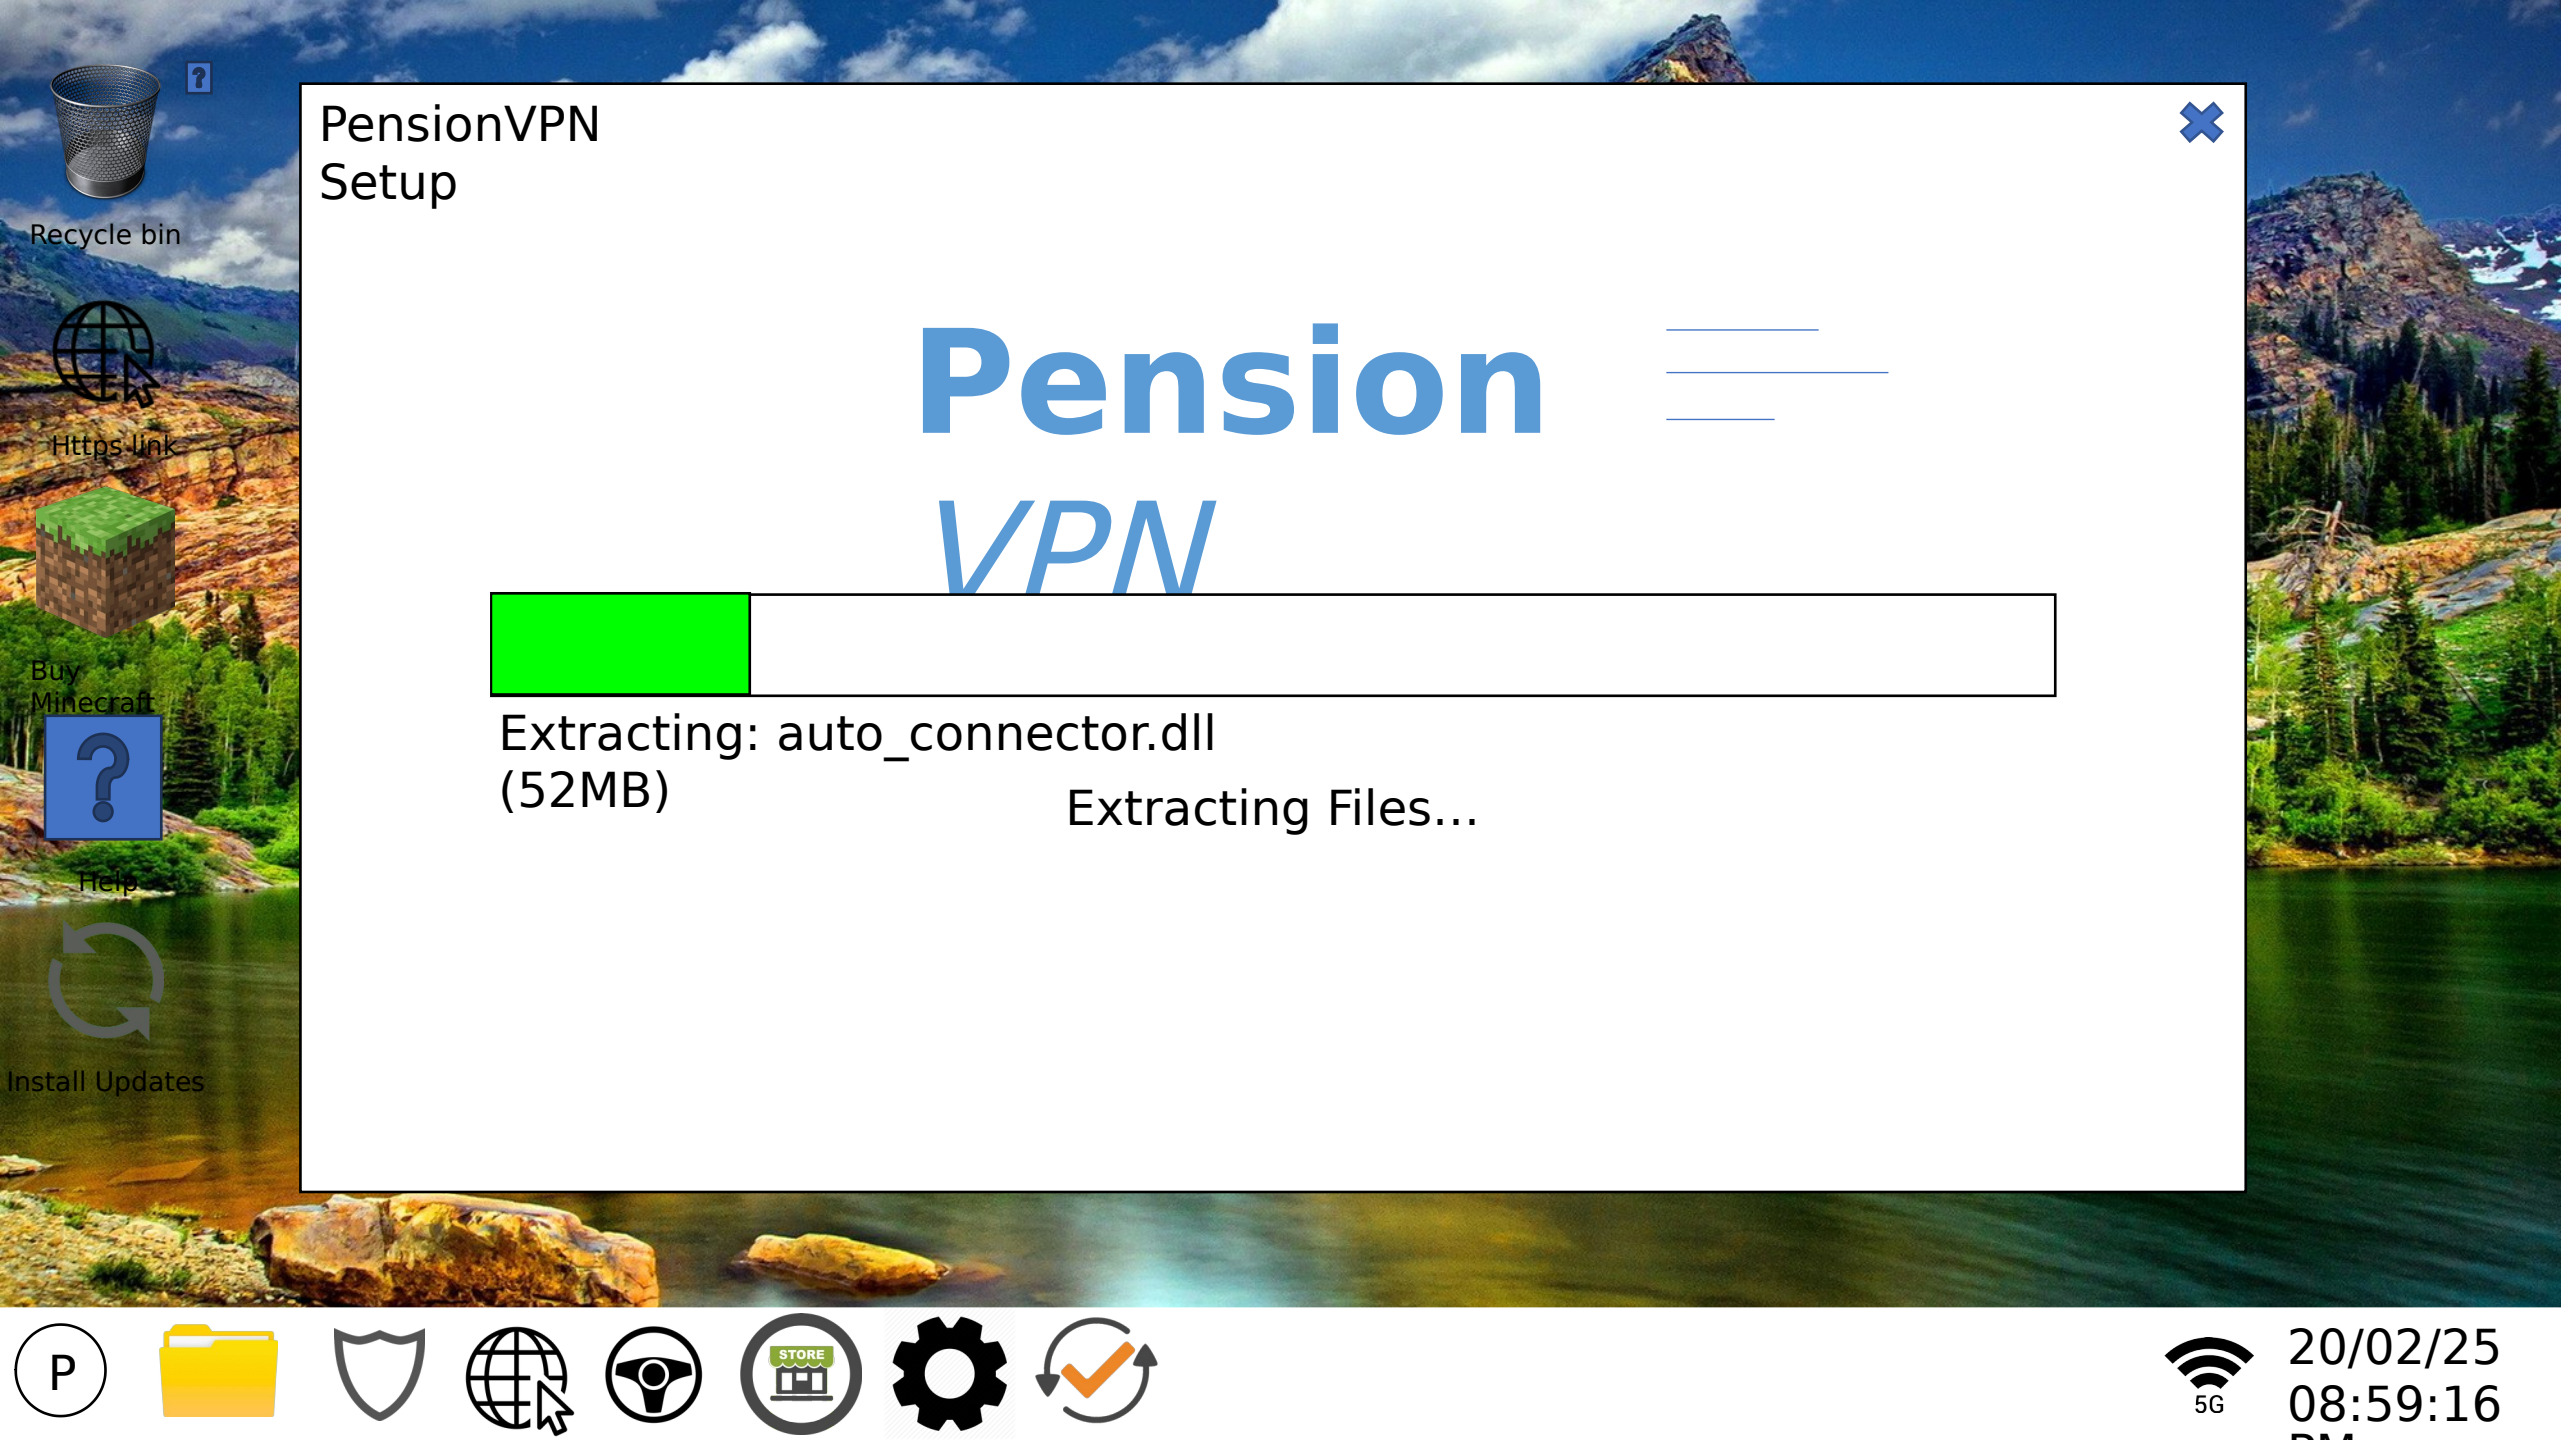 PensionVPN
Setup
Recycle bin
Https link
Buy
Minecraft
Help
Install Updates
Pension
VPN
Extracting: auto_connector.dll
(52MB)
Extracting Files...
P
STORE
5G
20/02/25
08:59:16
PM